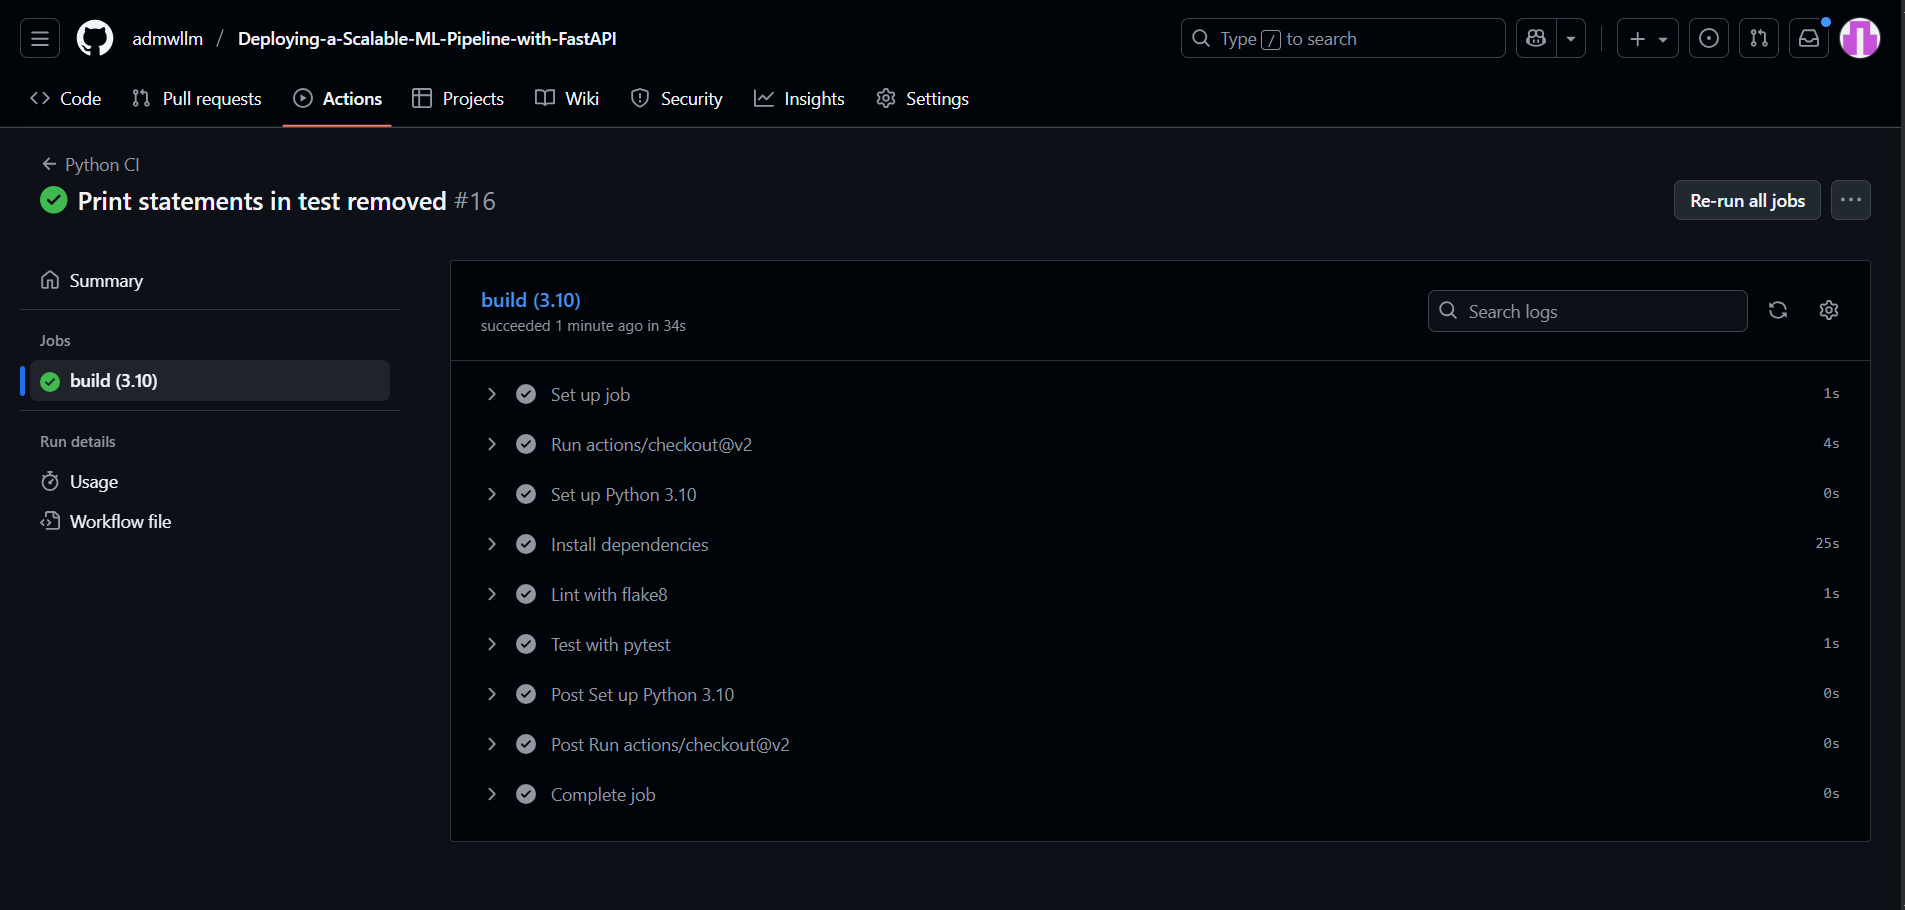 admwllm / Deploying-a-Scalable-ML-Pipeline-with-FastAPI
Type / to search
Code Pull requests Actions Projects Wiki Security Insights Settings
Python CI
Print statements in test removed #16
Re-run all jobs
Summary
Jobs
build (3.10)
Run details
Usage
Workflow file
build (3.10)
succeeded 1 minute ago in 34s
Search logs
Set up job 1s
Run actions/checkout@v2 4s
Set up Python 3.10 0s
Install dependencies 25s
Lint with flake8 1s
Test with pytest 1s
Post Set up Python 3.10 0s
Post Run actions/checkout@v2 0s
Complete job 0s